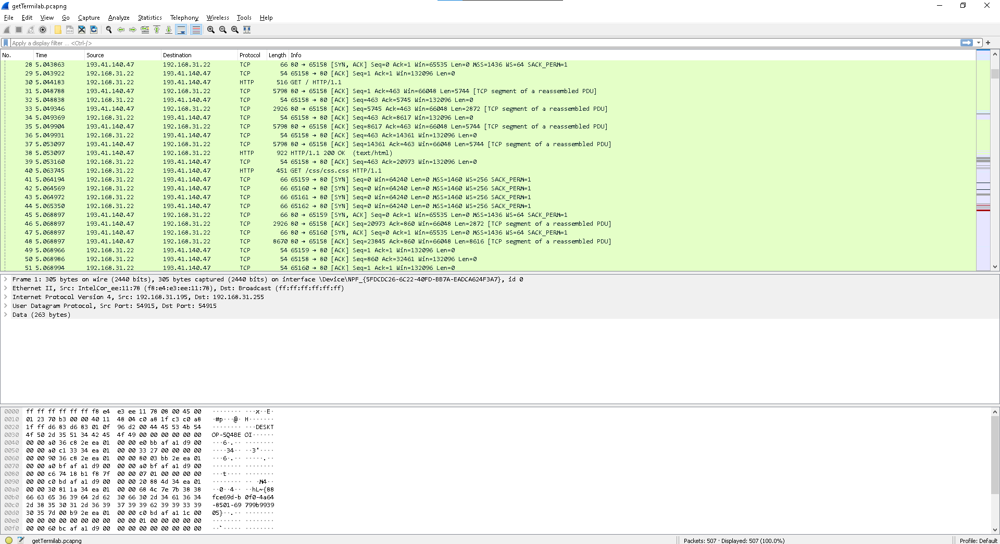 getTermilab.pcapng
File Edit View Go Capture Analyze Statistics Telephony Wireless Tools Help
Apply a display filter ... <Ctrl-/>
No. Time Source Destination Protocol Length Info
28 5.043863 193.41.140.47 192.168.31.22 TCP 66 80 → 65158 [SYN, ACK] Seq=0 Ack=1 Win=65535 Len=0 MSS=1436 WS=64 SACK_PERM=1
29 5.043922 192.168.31.22 193.41.140.47 TCP 54 65158 → 80 [ACK] Seq=1 Ack=1 Win=132096 Len=0
30 5.044183 192.168.31.22 193.41.140.47 HTTP 516 GET / HTTP/1.1
31 5.048788 193.41.140.47 192.168.31.22 TCP 5798 80 → 65158 [ACK] Seq=1 Ack=463 Win=66048 Len=5744 [TCP segment of a reassembled PDU]
32 5.048838 192.168.31.22 193.41.140.47 TCP 54 65158 → 80 [ACK] Seq=463 Ack=5745 Win=132096 Len=0
33 5.049346 193.41.140.47 192.168.31.22 TCP 2926 80 → 65158 [ACK] Seq=5745 Ack=463 Win=66048 Len=2872 [TCP segment of a reassembled PDU]
34 5.049369 192.168.31.22 193.41.140.47 TCP 54 65158 → 80 [ACK] Seq=463 Ack=8617 Win=132096 Len=0
35 5.049904 193.41.140.47 192.168.31.22 TCP 5798 80 → 65158 [ACK] Seq=8617 Ack=463 Win=66048 Len=5744 [TCP segment of a reassembled PDU]
36 5.049931 192.168.31.22 193.41.140.47 TCP 54 65158 → 80 [ACK] Seq=463 Ack=14361 Win=132096 Len=0
37 5.053097 193.41.140.47 192.168.31.22 TCP 5798 80 → 65158 [ACK] Seq=14361 Ack=463 Win=66048 Len=5744 [TCP segment of a reassembled PDU]
38 5.053097 193.41.140.47 192.168.31.22 HTTP 922 HTTP/1.1 200 OK  (text/html)
39 5.053160 192.168.31.22 193.41.140.47 TCP 54 65158 → 80 [ACK] Seq=463 Ack=20973 Win=132096 Len=0
40 5.063745 192.168.31.22 193.41.140.47 HTTP 451 GET /css/css.css HTTP/1.1
41 5.064194 192.168.31.22 193.41.140.47 TCP 66 65159 → 80 [SYN] Seq=0 Win=64240 Len=0 MSS=1460 WS=256 SACK_PERM=1
42 5.064569 192.168.31.22 193.41.140.47 TCP 66 65160 → 80 [SYN] Seq=0 Win=64240 Len=0 MSS=1460 WS=256 SACK_PERM=1
43 5.064972 192.168.31.22 193.41.140.47 TCP 66 65161 → 80 [SYN] Seq=0 Win=64240 Len=0 MSS=1460 WS=256 SACK_PERM=1
44 5.065350 192.168.31.22 193.41.140.47 TCP 66 65162 → 80 [SYN] Seq=0 Win=64240 Len=0 MSS=1460 WS=256 SACK_PERM=1
45 5.068897 193.41.140.47 192.168.31.22 TCP 66 80 → 65159 [SYN, ACK] Seq=0 Ack=1 Win=65535 Len=0 MSS=1436 WS=64 SACK_PERM=1
46 5.068897 193.41.140.47 192.168.31.22 TCP 2926 80 → 65158 [ACK] Seq=20973 Ack=860 Win=66048 Len=2872 [TCP segment of a reassembled PDU]
47 5.068897 193.41.140.47 192.168.31.22 TCP 66 80 → 65160 [SYN, ACK] Seq=0 Ack=1 Win=65535 Len=0 MSS=1436 WS=64 SACK_PERM=1
48 5.068897 193.41.140.47 192.168.31.22 TCP 8670 80 → 65158 [ACK] Seq=23845 Ack=860 Win=66048 Len=8616 [TCP segment of a reassembled PDU]
49 5.068966 192.168.31.22 193.41.140.47 TCP 54 65159 → 80 [ACK] Seq=1 Ack=1 Win=132096 Len=0
50 5.068986 192.168.31.22 193.41.140.47 TCP 54 65158 → 80 [ACK] Seq=860 Ack=32461 Win=132096 Len=0
51 5.068994 192.168.31.22 193.41.140.47 TCP 54 65160 → 80 [ACK] Seq=1 Ack=1 Win=132096 Len=0
Frame 1: 305 bytes on wire (2440 bits), 305 bytes captured (2440 bits) on interface \Device\NPF_{5FDCDC26-6C22-40FD-BB7A-EADCA624F3A7}, id 0
Ethernet II, Src: IntelCor_ee:11:78 (f8:e4:e3:ee:11:78), Dst: Broadcast (ff:ff:ff:ff:ff:ff)
Internet Protocol Version 4, Src: 192.168.31.195, Dst: 192.168.31.255
User Datagram Protocol, Src Port: 54915, Dst Port: 54915
Data (263 bytes)
0000 ff ff ff ff ff ff f8 e4 e3 ee 11 78 08 00 45 00 ········ ···x··E·
0010 01 23 70 b3 00 00 40 11 48 04 c0 a8 1f c3 c0 a8 ·#p···@· H·······
0020 1f ff d6 83 d6 83 01 0f 96 d2 00 44 45 53 4b 54 ········ ···DESKT
0030 4f 50 2d 35 51 34 42 45 4f 49 00 00 00 00 00 00 OP-5Q4BE OI······
0040 00 00 a0 36 c8 2e ea 01 00 00 e0 bb af a1 d9 00 ···6·.·· ········
0050 00 00 a0 c1 33 34 ea 01 00 00 33 27 00 00 00 00 ····34·· ··3'····
0060 00 00 90 36 c8 2e ea 01 00 00 80 03 bb 2e ea 01 ···6·.·· ·····.··
0070 00 00 a0 bf af a1 d9 00 00 00 a0 bf af a1 d9 00 ········ ········
0080 00 00 c6 74 18 b1 f8 7f 00 00 07 01 00 00 00 00 ···t···· ········
0090 00 00 c0 bd af a1 d9 00 00 00 20 88 4d 34 ea 01 ········ ·· ·M4··
00a0 00 00 30 81 1a 34 ea 01 00 00 68 4c 7e 7b 38 38 ··0··4·· ··hL~{88
00b0 66 63 65 36 39 64 2d 62 30 66 30 2d 34 61 36 34 fce69d-b 0f0-4a64
00c0 2d 38 35 30 31 2d 36 39 37 39 39 62 39 39 33 39 -8501-69 799b9939
00d0 30 35 7d 00 b9 2e ea 01 00 00 c0 bd af a1 1c 00 05}··.·· ········
00e0 00 00 00 00 00 00 00 00 00 00 01 00 00 00 00 00 ········ ········
00f0 00 00 60 bc af a1 d9 00 00 00 00 00 00 00 00 00 ··`····· ········
getTermilab.pcapng Packets: 507 · Displayed: 507 (100.0%) Profile: Default